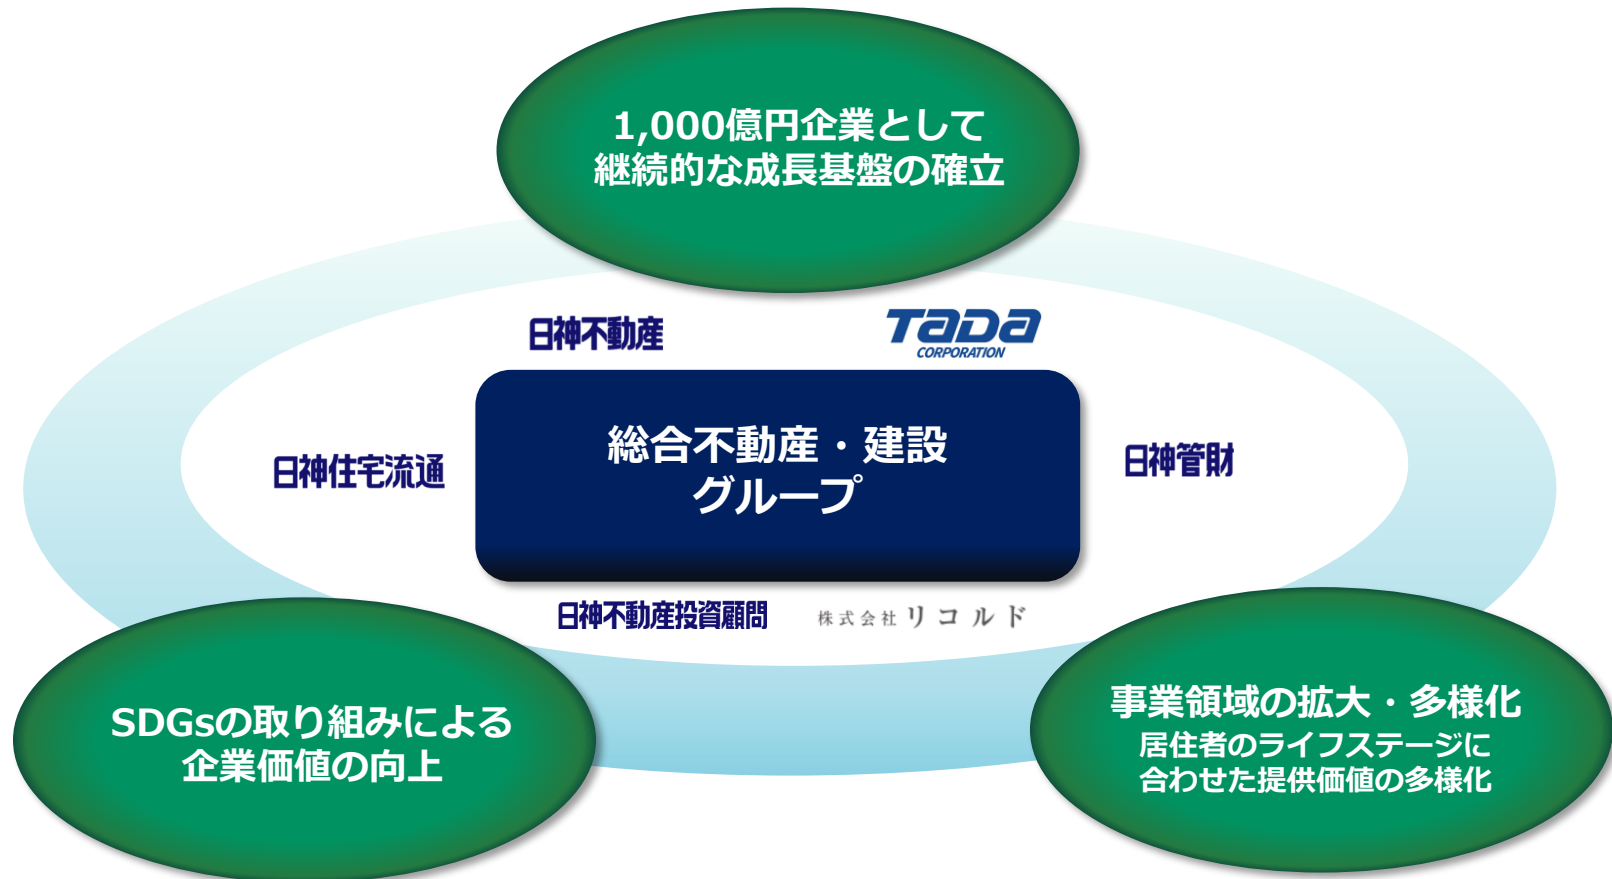 1,000億円企業として
継続的な成長基盤の確立
日神不動産
TADA
CORPORATION
日神住宅流通
総合不動産・建設
グループ
日神管財
日神不動産投資顧問
株式会社リコルド
SDGsの取り組みによる
企業価値の向上
事業領域の拡大・多様化
居住者のライフステージに
合わせた提供価値の多様化